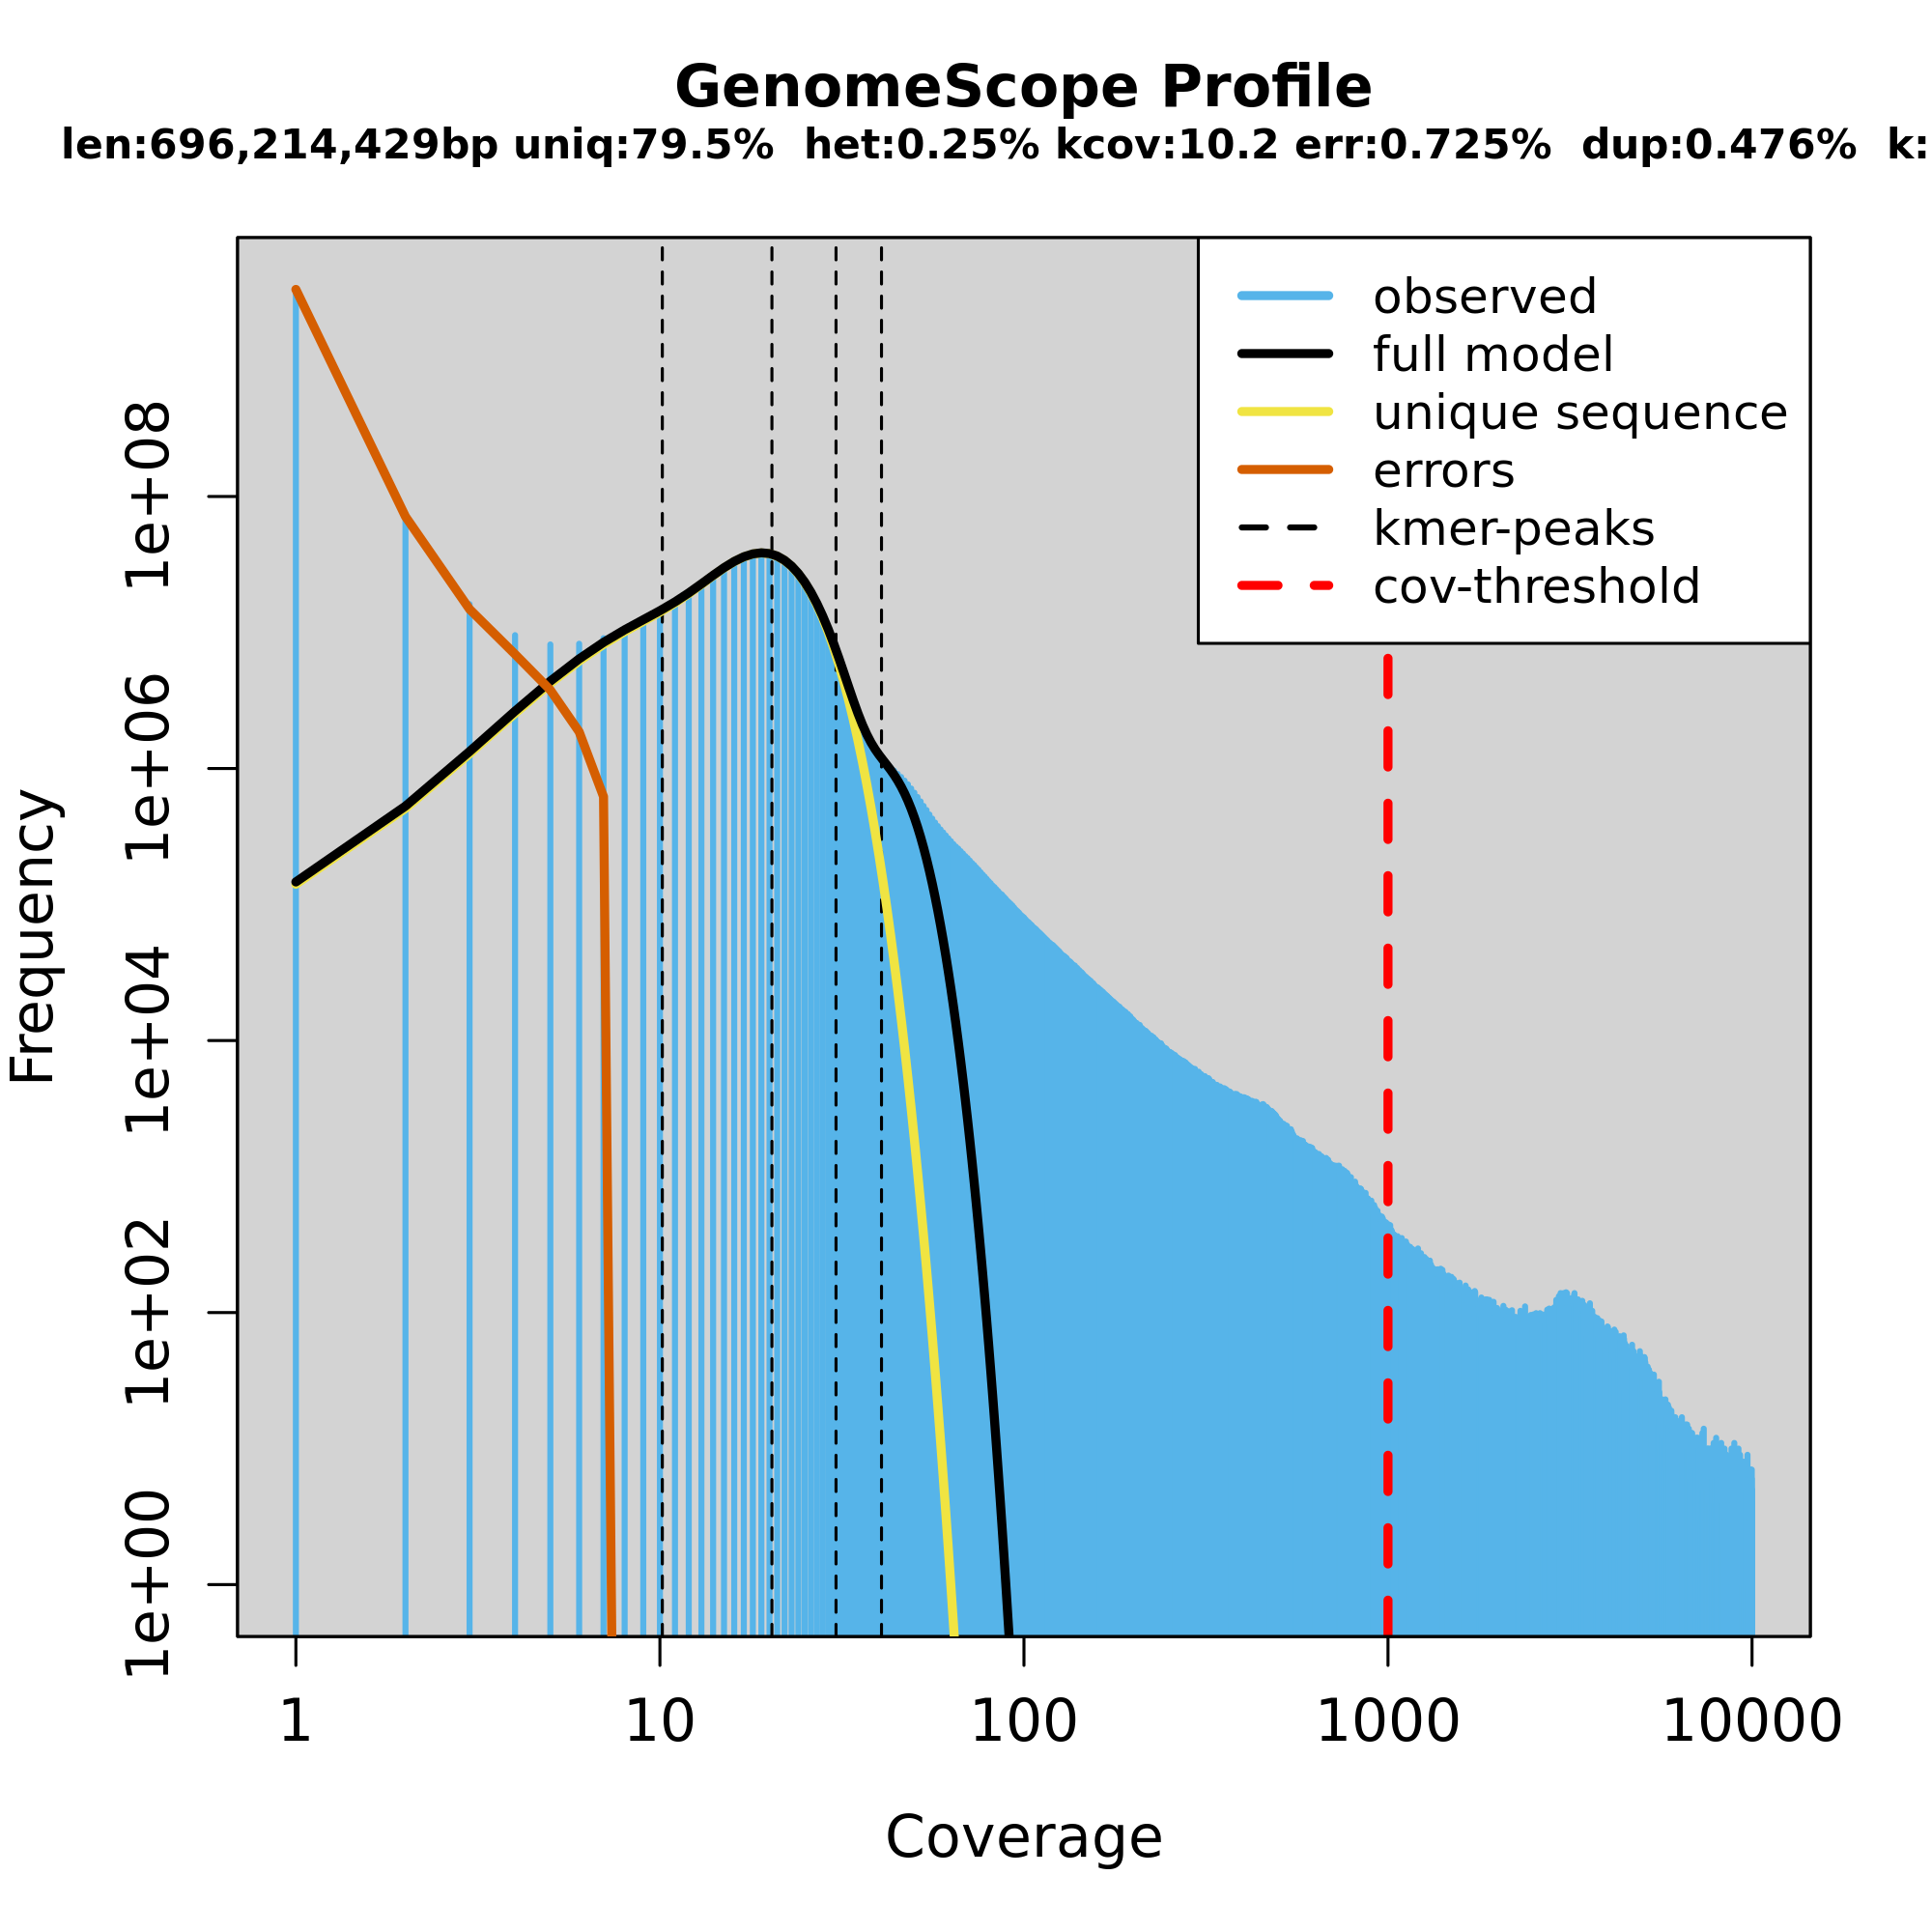 GenomeScope Profile
len:696,214,429bp uniq:79.5% het:0.25% kcov:10.2 err:0.725% dup:0.476% k:
observed
full model
unique sequence
errors
kmer-peaks
cov-threshold
Frequency
1e+08
1e+06
1e+04
1e+02
1e+00
1
10
100
1000
10000
Coverage